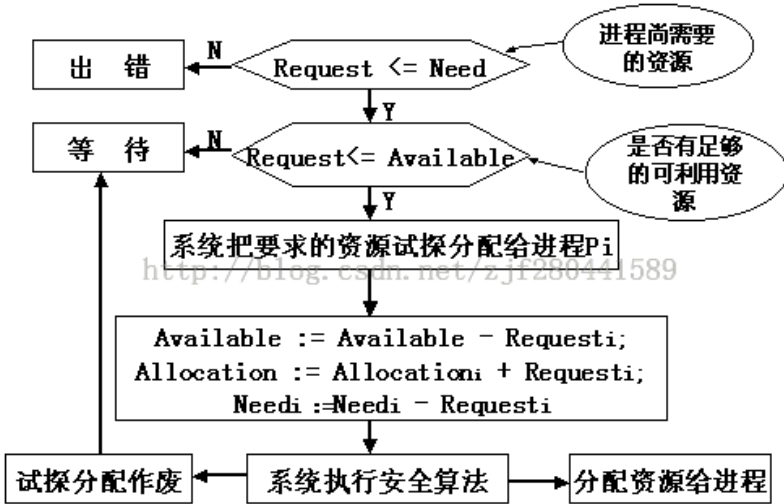 进程尚需要
的资源
出 错
N
Request <= Need
Y
等 待
N
Request<= Available
是否有足够
的可利用资
源
Y
系统把要求的资源试探分配给进程Pi
http://blog.csdn.net/zjf280441589
Available := Available - Requesti;
Allocation := Allocationi + Requesti;
Needi :=Needi - Requesti
试探分配作废
系统执行安全算法
分配资源给进程